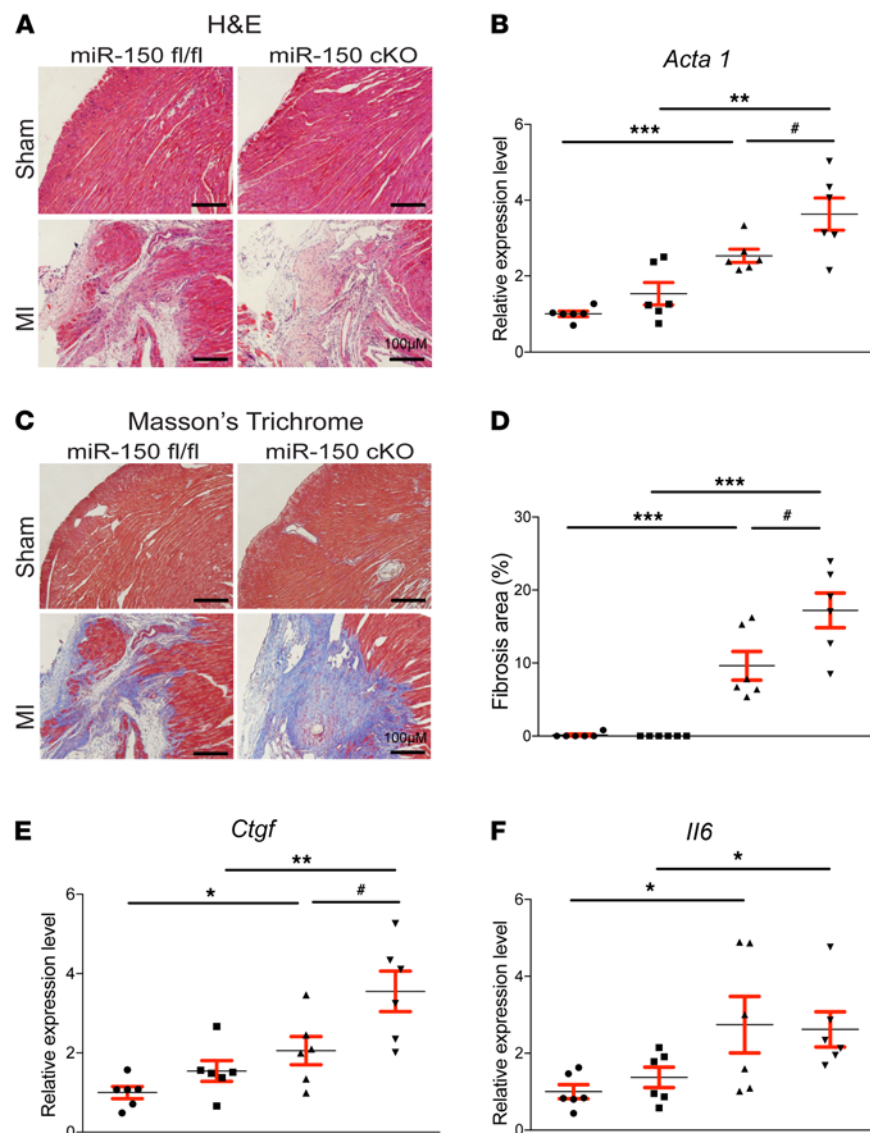 A
H&E
miR-150 fl/fl
miR-150 cKO
Sham
MI
100µM
B
Acta 1
**
***
#
Relative expression level
6
4
2
0
C
Masson's Trichrome
miR-150 fl/fl
miR-150 cKO
Sham
MI
100µM
D
***
***
#
Fibrosis area (%)
30
20
10
0
E
Ctgf
**
*
#
Relative expression level
6
4
2
0
F
Il6
*
*
Relative expression level
6
4
2
0